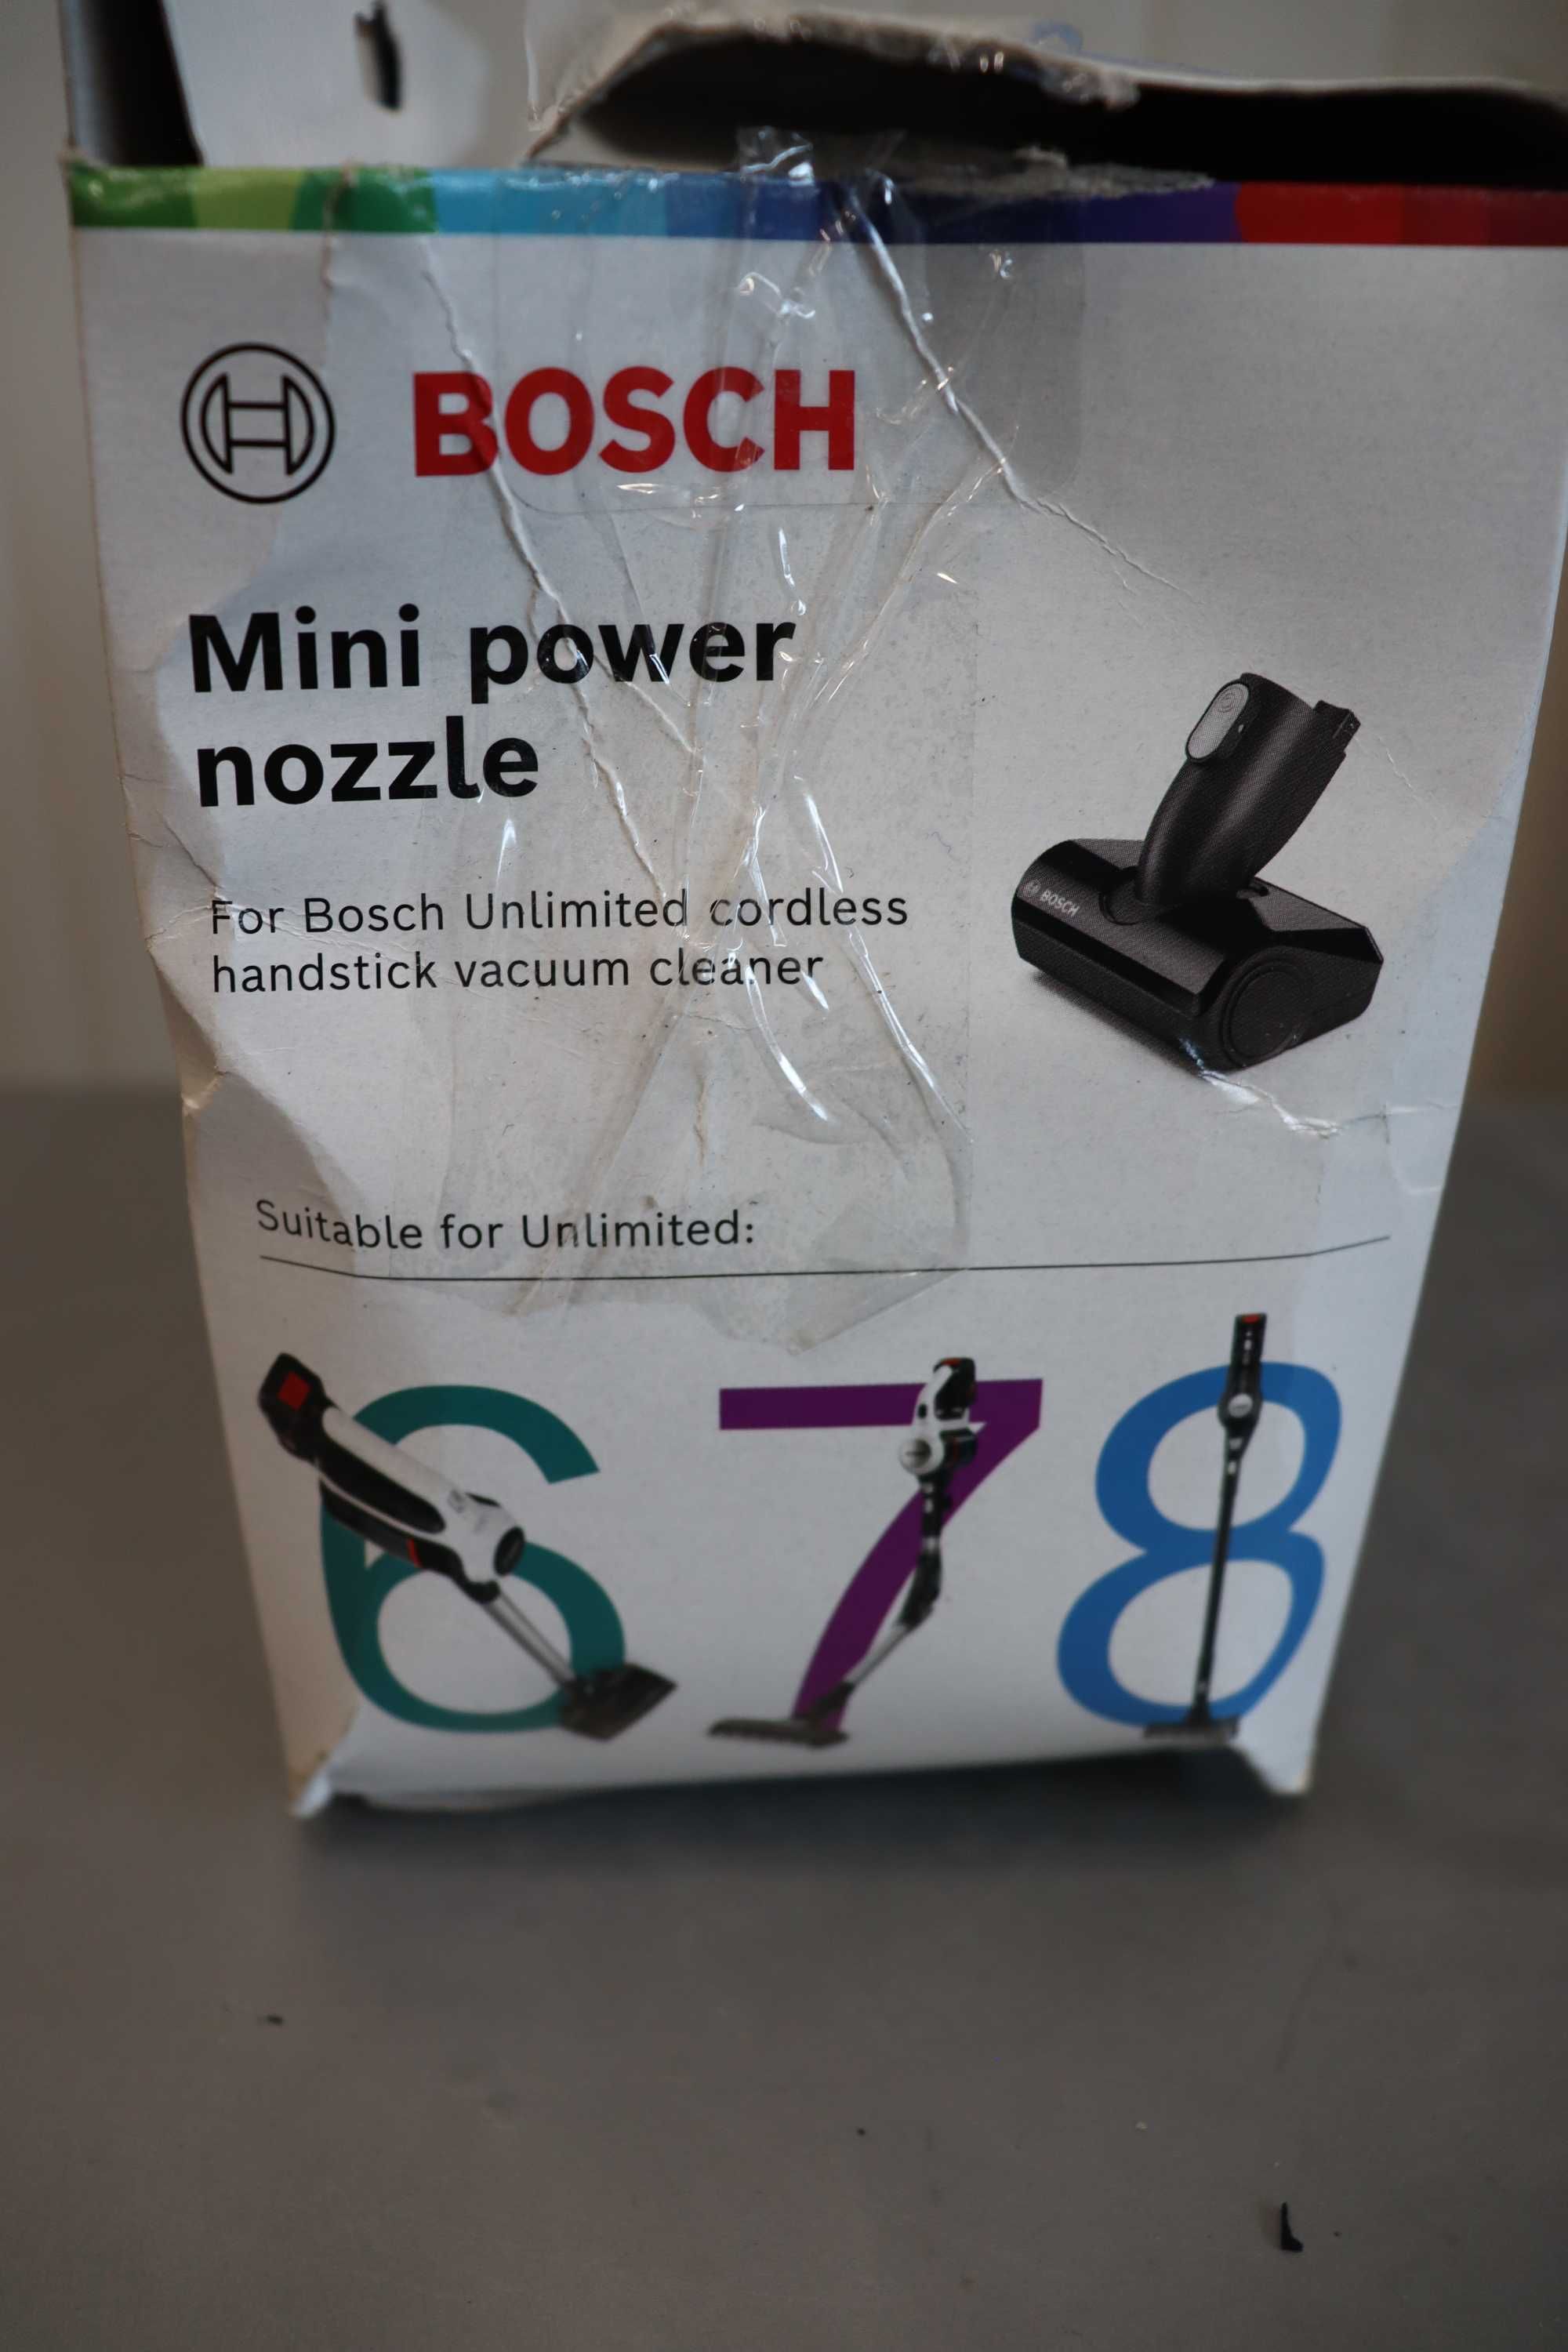 BOSCH
Mini power
nozzle
For Bosch Unlimited cordless
handstick vacuum cleaner
BOSCH
Suitable for Unlimited:
6 7 8